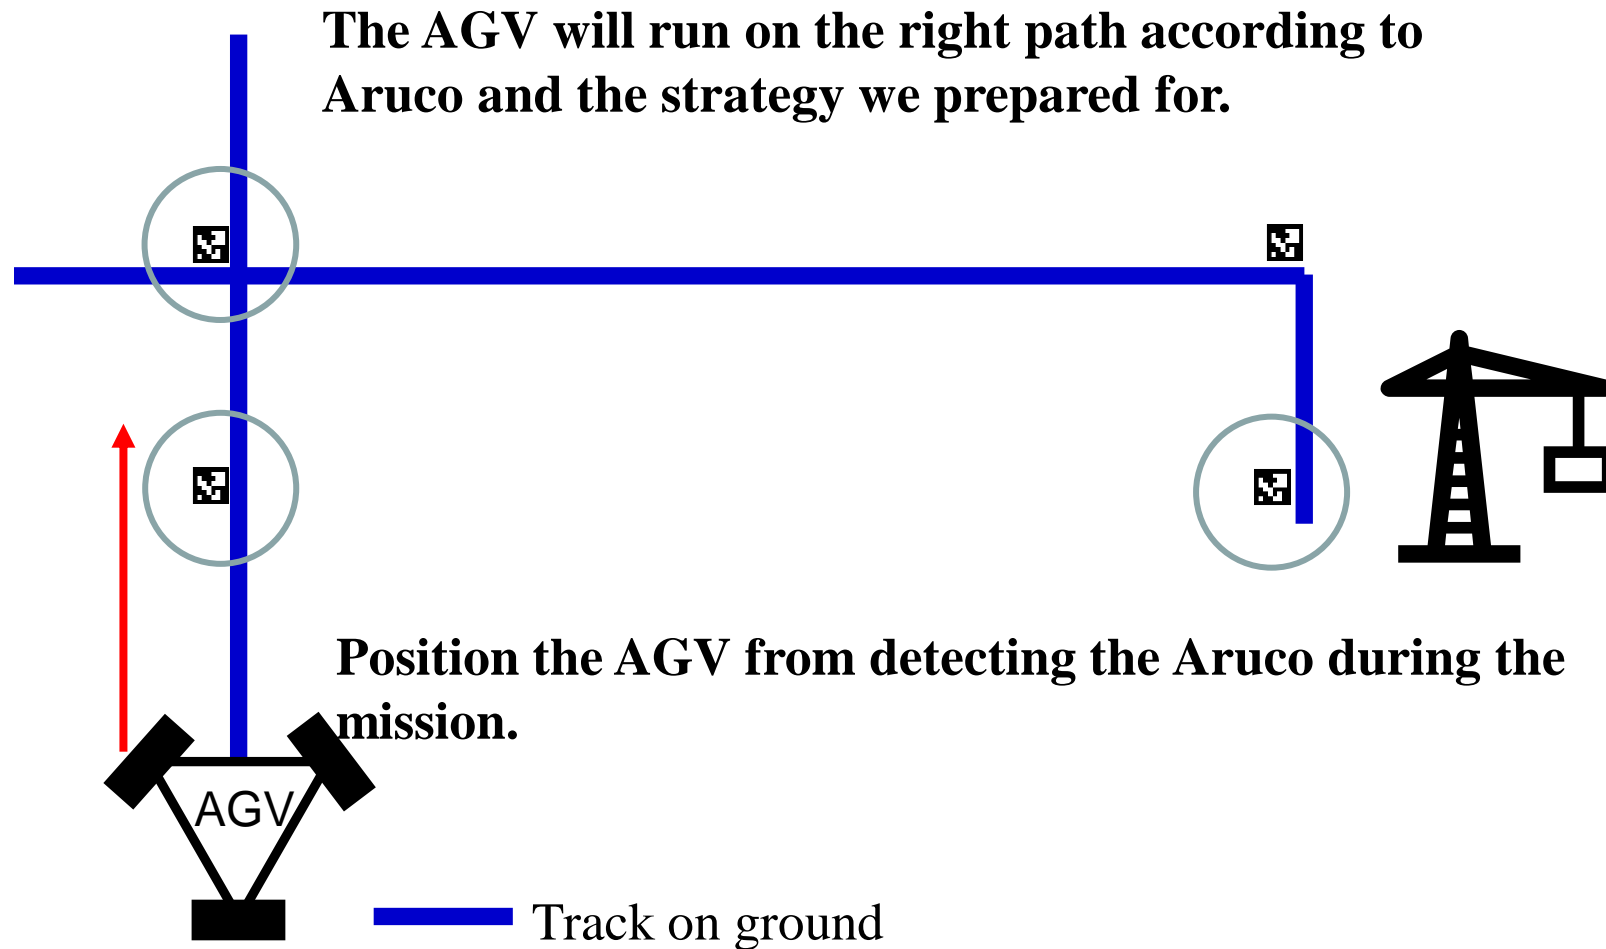 The AGV will run on the right path according to
Aruco and the strategy we prepared for.
Position the AGV from detecting the Aruco during the
mission.
AGV
Track on ground